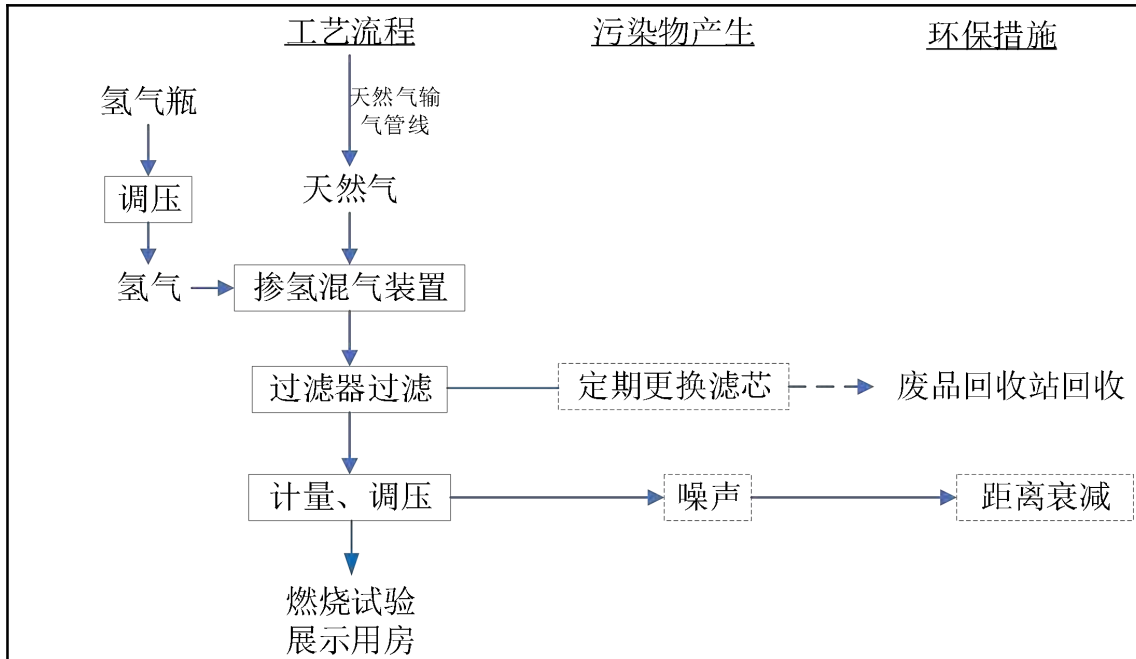 工艺流程
污染物产生
环保措施
氢气瓶
天然气输
气管线
调压
天然气
氢气
掺氢混气装置
过滤器过滤
定期更换滤芯
废品回收站回收
计量、调压
噪声
距离衰减
燃烧试验
展示用房